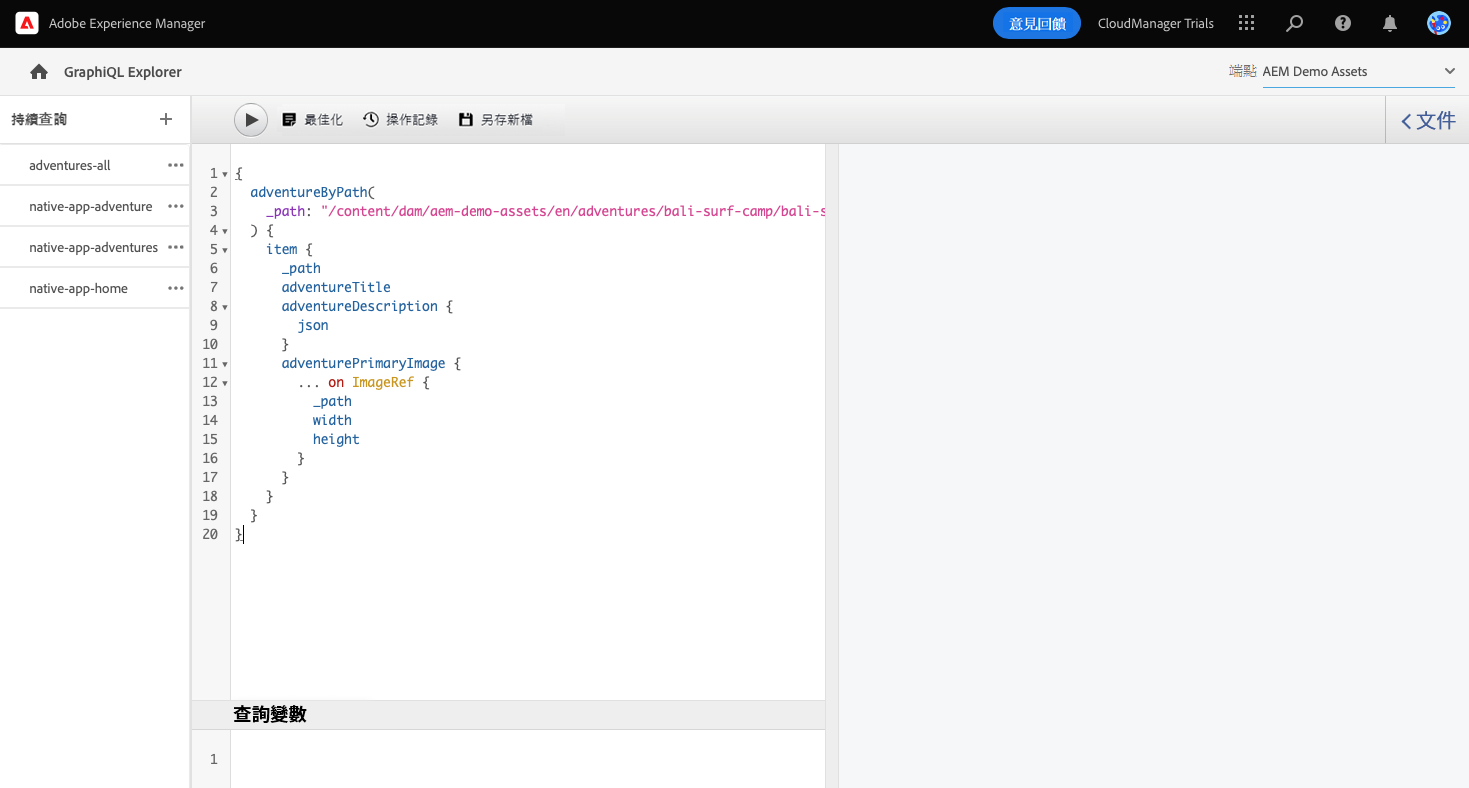 Adobe Experience Manager
意見回饋
CloudManager Trials
GraphiQL Explorer
端點 AEM Demo Assets
持續查詢
最佳化
操作記錄
另存新檔
文件
adventures-all
native-app-adventure
native-app-adventures
native-app-home
1 {
2 adventureByPath(
3 _path: "/content/dam/aem-demo-assets/en/adventures/bali-surf-camp/bali-s
4 ) {
5 item {
6 _path
7 adventureTitle
8 adventureDescription {
9 json
10 }
11 adventurePrimaryImage {
12 ... on ImageRef {
13 _path
14 width
15 height
16 }
17 }
18 }
19 }
20 }
查詢變數
1